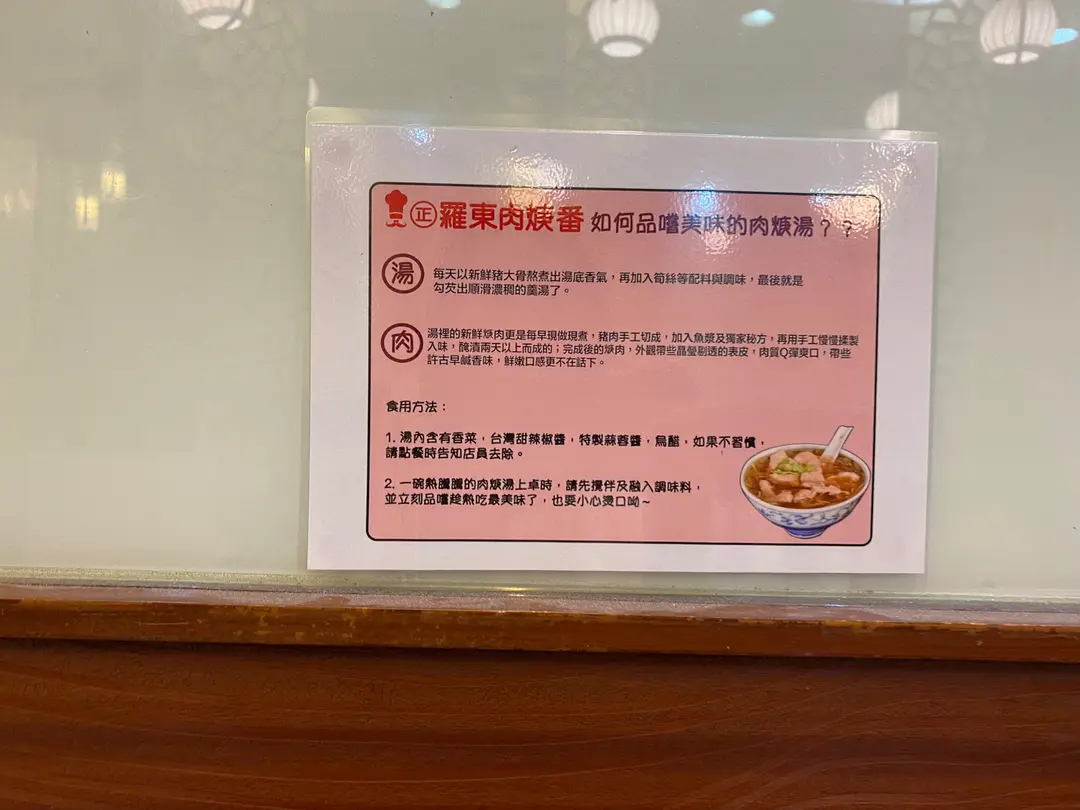 正羅東肉焿番 如何品嚐美味的肉焿湯？？
湯
每天以新鮮豬大骨熬煮出湯底香氣，再加入筍絲等配料與調味，最後就是
勾芡出順滑濃稠的羹湯了。
肉
湯裡的新鮮焿肉更是每早現做現煮，豬肉手工切成，加入魚漿及獨家秘方，再用手工慢慢揉製
入味，醃漬兩天以上而成的；完成後的焿肉，外觀帶些晶瑩剔透的表皮，肉質Q彈爽口，帶些
許古早鹹香味，鮮嫩口感更不在話下。
食用方法：
1. 湯內含有香菜，台灣甜辣椒醬，特製蒜蓉醬，烏醋，如果不習慣，
請點餐時告知店員去除。
2. 一碗熱騰騰的肉焿湯上卓時，請先攪伴及融入調味料，
並立刻品嚐趁熱吃最美味了，也要小心燙口呦～